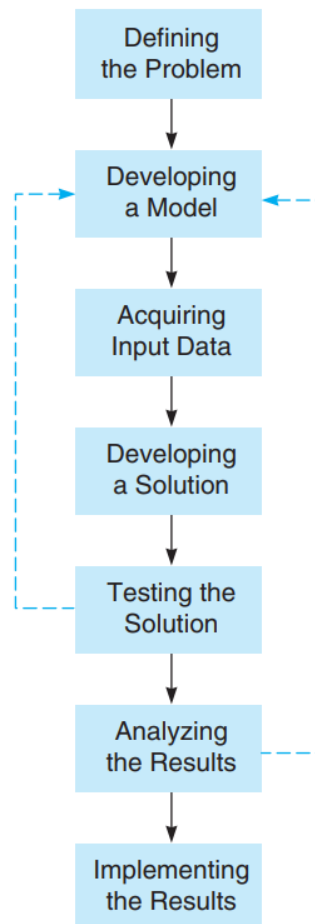 Defining
the Problem
Developing
a Model
Acquiring
Input Data
Developing
a Solution
Testing the
Solution
Analyzing
the Results
Implementing
the Results